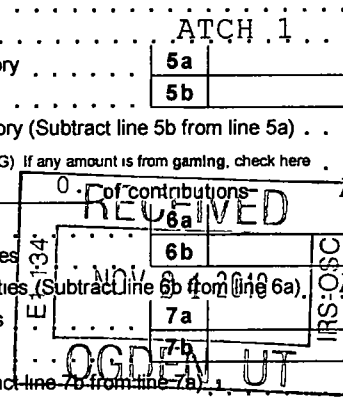 ATCH 1
ory . . . . . . . 5a
5b
ory (Subtract line 5b from line 5a) . .
G) If any amount is from gaming, check here .
0. of contributions
RECEIVED
6a
es 6b
E1134
IRS-OSC
NOV
ties (Subtract line 6b from line 6a)
s 7a
7b
OGDEN UT
act line 7b from line 7a)